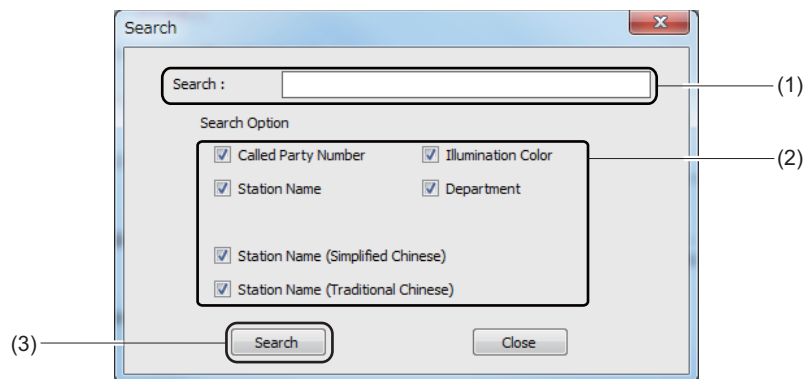 Search
Search :
(1)
Search Option
Called Party Number
Illumination Color
(2)
Station Name
Department
Station Name (Simplified Chinese)
Station Name (Traditional Chinese)
(3)
Search
Close